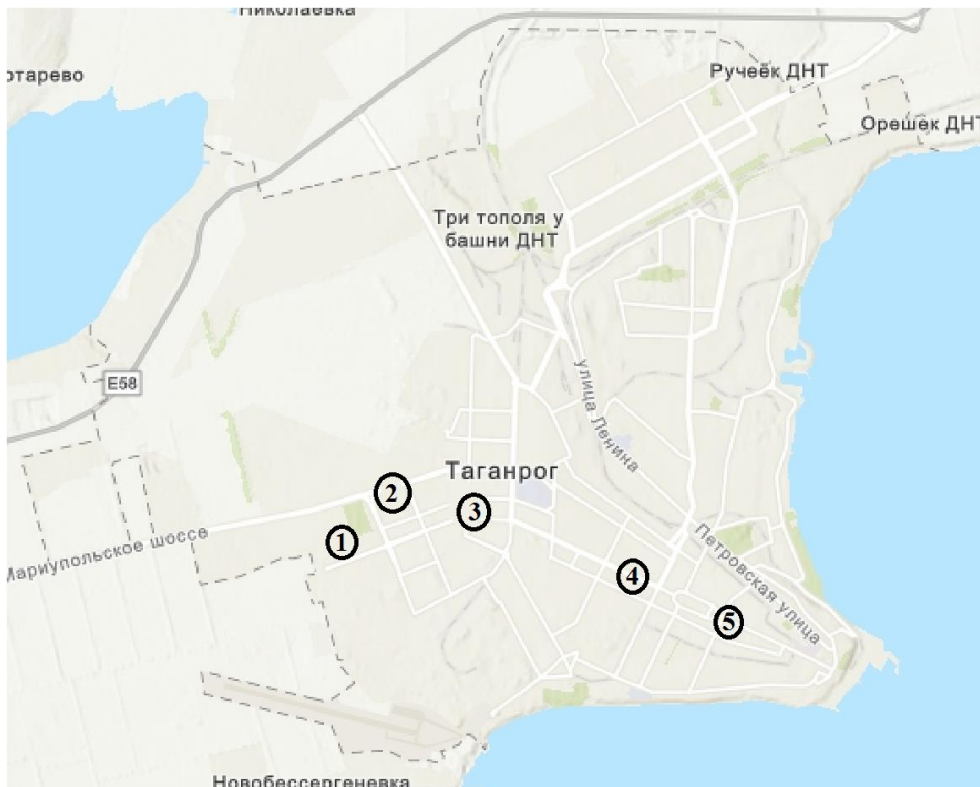 Николаевка
отарево
Ручеёк ДНТ
Орешек ДНТ
Три тополя у
башни ДНТ
E58
улица Ленина
Таганрог
2
3
Мариупольское шоссе
1
Петровская улица
4
5
Новобессергеневка